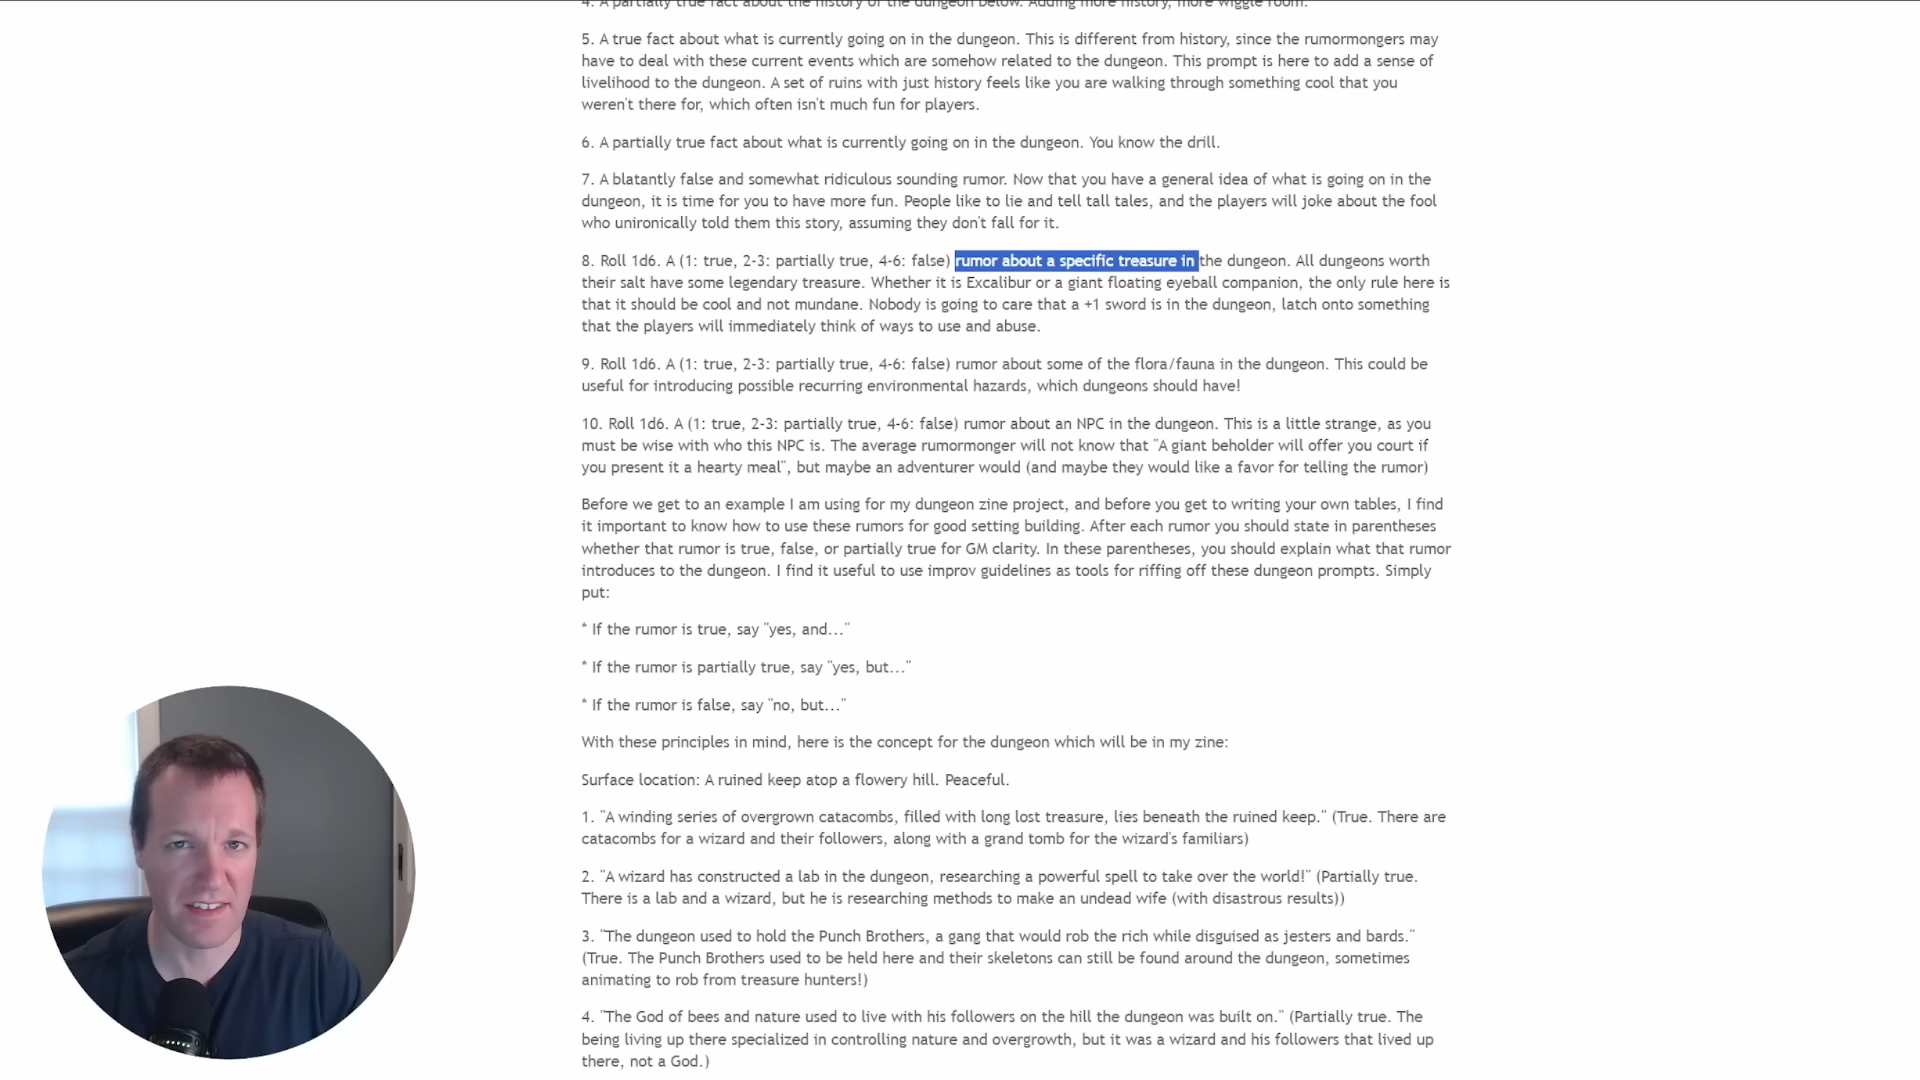 4. A partially true fact about the history of the dungeon below. Adding more history, more wiggle room.
5. A true fact about what is currently going on in the dungeon. This is different from history, since the rumormongers may
have to deal with these current events which are somehow related to the dungeon. This prompt is here to add a sense of
livelihood to the dungeon. A set of ruins with just history feels like you are walking through something cool that you
weren't there for, which often isn't much fun for players.
6. A partially true fact about what is currently going on in the dungeon. You know the drill.
7. A blatantly false and somewhat ridiculous sounding rumor. Now that you have a general idea of what is going on in the
dungeon, it is time for you to have more fun. People like to lie and tell tall tales, and the players will joke about the fool
who unironically told them this story, assuming they don't fall for it.
8. Roll 1d6. A (1: true, 2-3: partially true, 4-6: false) rumor about a specific treasure in the dungeon. All dungeons worth
their salt have some legendary treasure. Whether it is Excalibur or a giant floating eyeball companion, the only rule here is
that it should be cool and not mundane. Nobody is going to care that a +1 sword is in the dungeon, latch onto something
that the players will immediately think of ways to use and abuse.
9. Roll 1d6. A (1: true, 2-3: partially true, 4-6: false) rumor about some of the flora/fauna in the dungeon. This could be
useful for introducing possible recurring environmental hazards, which dungeons should have!
10. Roll 1d6. A (1: true, 2-3: partially true, 4-6: false) rumor about an NPC in the dungeon. This is a little strange, as you
must be wise with who this NPC is. The average rumormonger will not know that "A giant beholder will offer you court if
you present it a hearty meal", but maybe an adventurer would (and maybe they would like a favor for telling the rumor)
Before we get to an example I am using for my dungeon zine project, and before you get to writing your own tables, I find
it important to know how to use these rumors for good setting building. After each rumor you should state in parentheses
whether that rumor is true, false, or partially true for GM clarity. In these parentheses, you should explain what that rumor
introduces to the dungeon. I find it useful to use improv guidelines as tools for riffing off these dungeon prompts. Simply
put:
* If the rumor is true, say "yes, and..."
* If the rumor is partially true, say "yes, but..."
* If the rumor is false, say "no, but..."
With these principles in mind, here is the concept for the dungeon which will be in my zine:
Surface location: A ruined keep atop a flowery hill. Peaceful.
1. "A winding series of overgrown catacombs, filled with long lost treasure, lies beneath the ruined keep." (True. There are
catacombs for a wizard and their followers, along with a grand tomb for the wizard's familiars)
2. "A wizard has constructed a lab in the dungeon, researching a powerful spell to take over the world!" (Partially true.
There is a lab and a wizard, but he is researching methods to make an undead wife (with disastrous results))
3. "The dungeon used to hold the Punch Brothers, a gang that would rob the rich while disguised as jesters and bards."
(True. The Punch Brothers used to be held here and their skeletons can still be found around the dungeon, sometimes
animating to rob from treasure hunters!)
4. "The God of bees and nature used to live with his followers on the hill the dungeon was built on." (Partially true. The
being living up there specialized in controlling nature and overgrowth, but it was a wizard and his followers that lived up
there, not a God.)